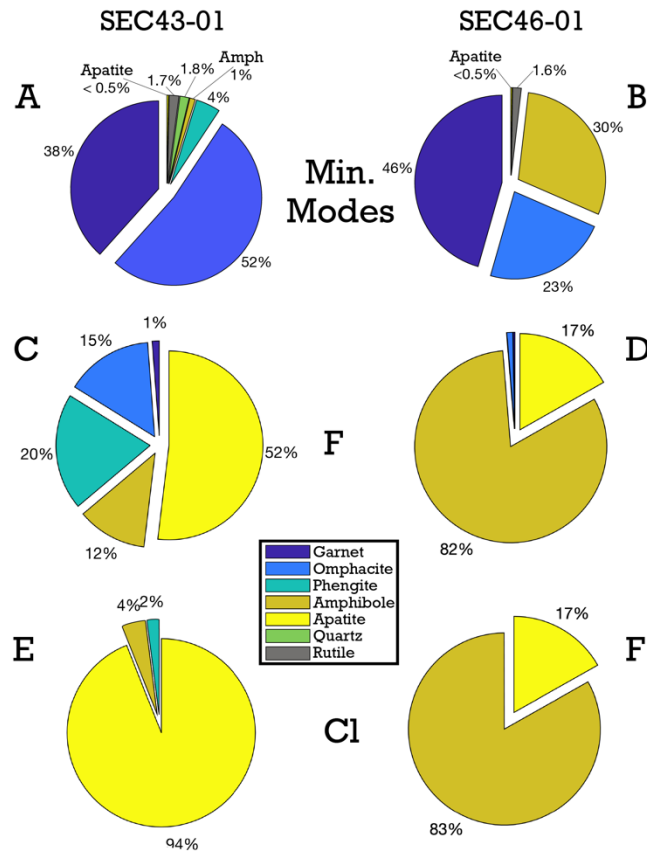 SEC43-01
SEC46-01
A
Apatite
< 0.5%
1.7%
1.8%
Amph
1%
4%
38%
52%
Min.
Modes
B
Apatite
<0.5%
1.6%
30%
46%
23%
C
15%
1%
20%
52%
12%
F
D
17%
82%
Garnet
Omphacite
Phengite
Amphibole
Apatite
Quartz
Rutile
E
4%
2%
94%
Cl
F
17%
83%